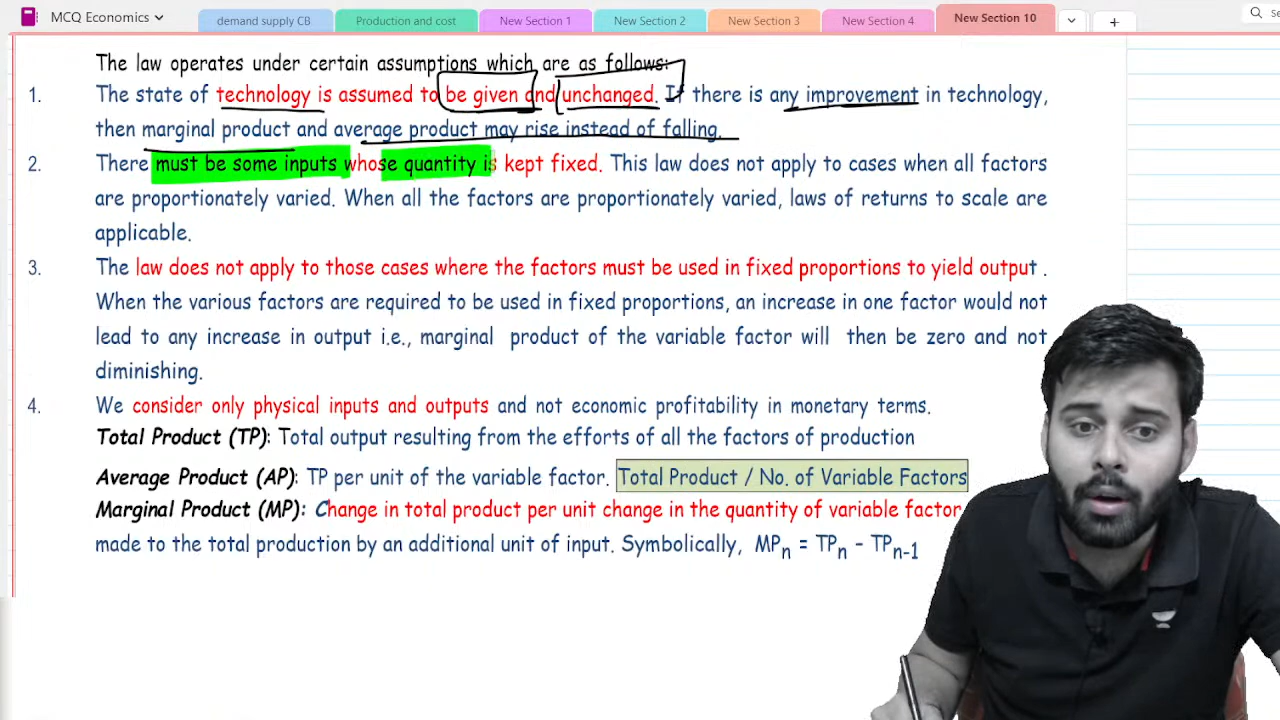 MCQ Economics
demand supply CB
Production and cost
New Section 1
New Section 2
New Section 3
New Section 4
New Section 10
The law operates under certain assumptions which are as follows:
1. The state of technology is assumed to be given and unchanged. If there is any improvement in technology,
then marginal product and average product may rise instead of falling.
2. There must be some inputs whose quantity is kept fixed. This law does not apply to cases when all factors
are proportionately varied. When all the factors are proportionately varied, laws of returns to scale are
applicable.
3. The law does not apply to those cases where the factors must be used in fixed proportions to yield output .
When the various factors are required to be used in fixed proportions, an increase in one factor would not
lead to any increase in output i.e., marginal product of the variable factor will then be zero and not
diminishing.
4. We consider only physical inputs and outputs and not economic profitability in monetary terms.
Total Product (TP): Total output resulting from the efforts of all the factors of production
Average Product (AP): TP per unit of the variable factor. Total Product / No. of Variable Factors
Marginal Product (MP): Change in total product per unit change in the quantity of variable factor
made to the total production by an additional unit of input. Symbolically, MPn = TPn - TPn-1